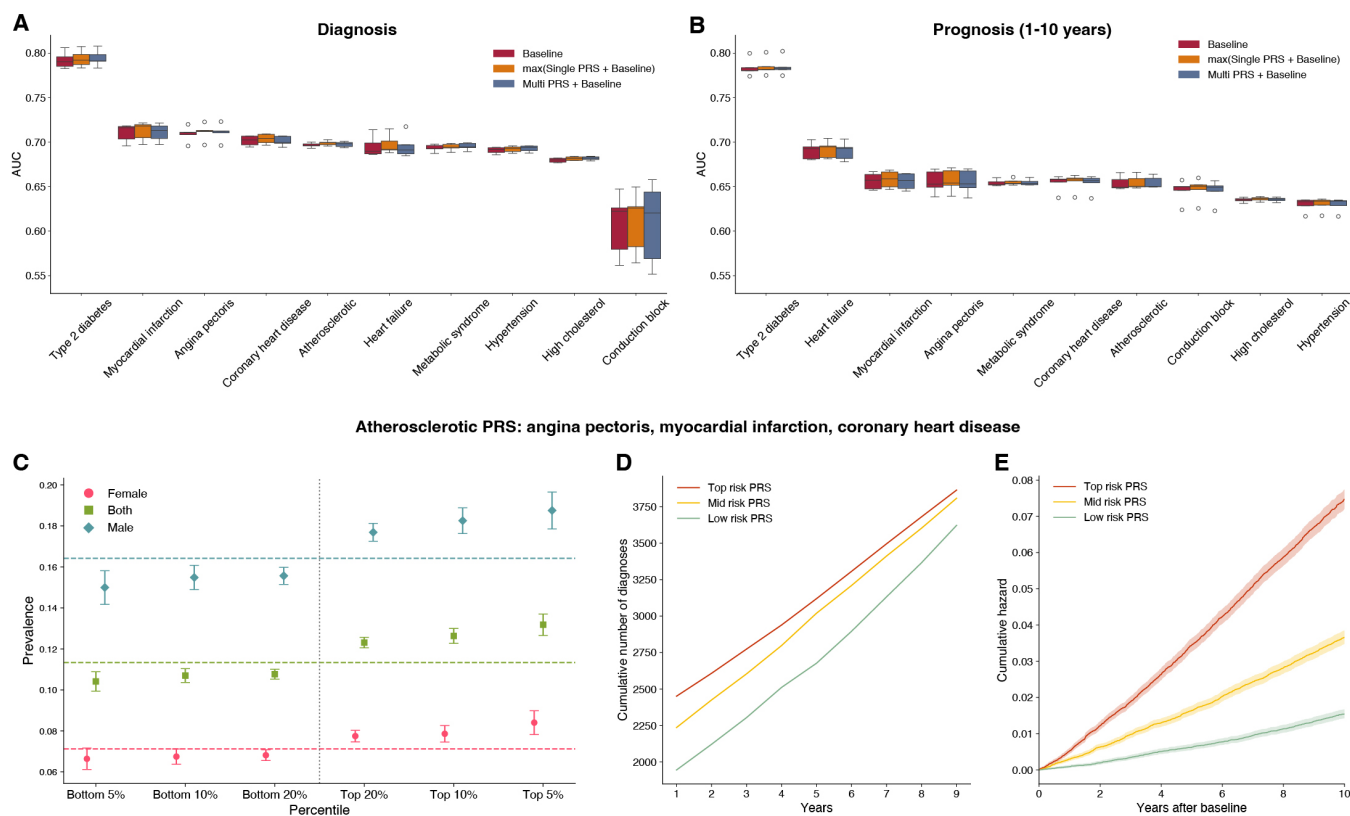 A
Diagnosis
Baseline
max(Single PRS + Baseline)
Multi PRS + Baseline
AUC
0.80
0.75
0.70
0.65
0.60
0.55
Type 2 diabetes
Myocardial infarction
Angina pectoris
Coronary heart disease
Atherosclerotic
Heart failure
Metabolic syndrome
Hypertension
High cholesterol
Conduction block
B
Prognosis (1-10 years)
Baseline
max(Single PRS + Baseline)
Multi PRS + Baseline
AUC
0.80
0.75
0.70
0.65
0.60
0.55
Type 2 diabetes
Heart failure
Myocardial infarction
Angina pectoris
Metabolic syndrome
Coronary heart disease
Atherosclerotic
Conduction block
High cholesterol
Hypertension
Atherosclerotic PRS: angina pectoris, myocardial infarction, coronary heart disease
C
Female
Both
Male
Prevalence
0.20
0.18
0.16
0.14
0.12
0.10
0.08
0.06
Bottom 5%
Bottom 10%
Bottom 20%
Top 20%
Top 10%
Top 5%
Percentile
D
Top risk PRS
Mid risk PRS
Low risk PRS
Cumulative number of diagnoses
3750
3500
3250
3000
2750
2500
2250
2000
1 2 3 4 5 6 7 8 9
Years
E
Top risk PRS
Mid risk PRS
Low risk PRS
Cumulative hazard
0.08
0.07
0.06
0.05
0.04
0.03
0.02
0.01
0.00
0 2 4 6 8 10
Years after baseline